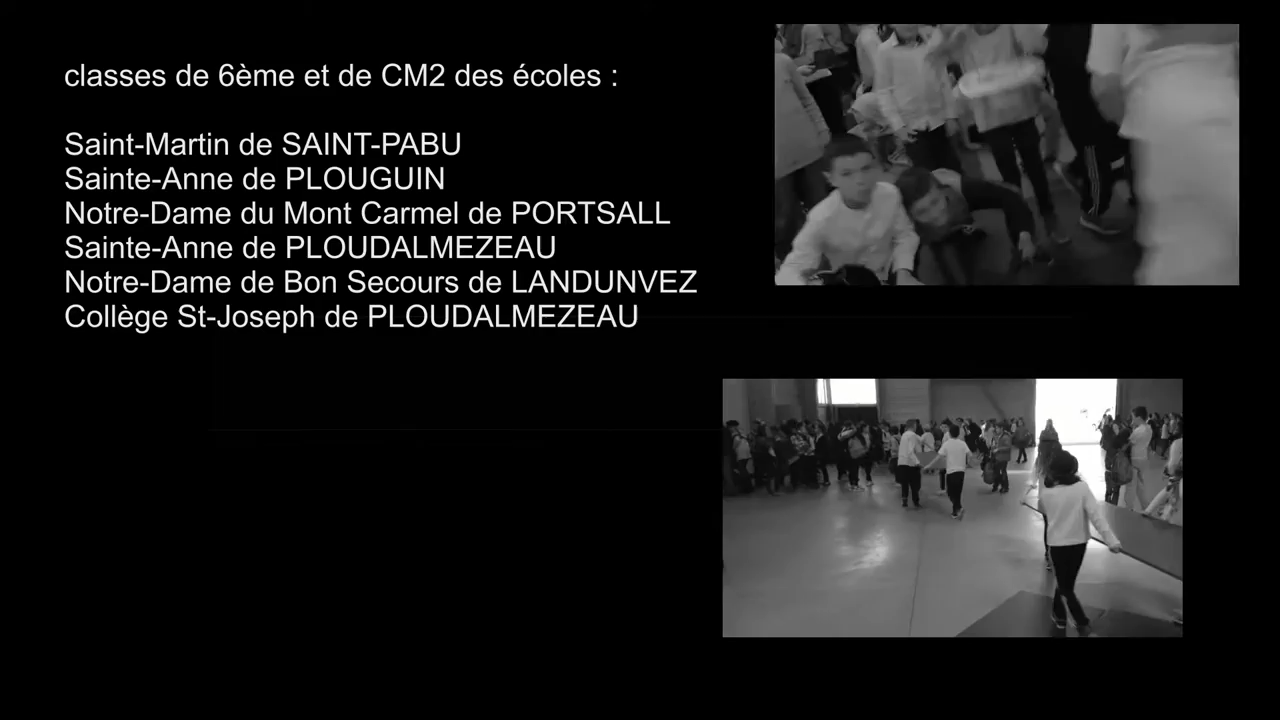 classes de 6ème et de CM2 des écoles :
Saint-Martin de SAINT-PABU
Sainte-Anne de PLOUGUIN
Notre-Dame du Mont Carmel de PORTSALL
Sainte-Anne de PLOUDALMEZEAU
Notre-Dame de Bon Secours de LANDUNVEZ
Collège St-Joseph de PLOUDALMEZEAU